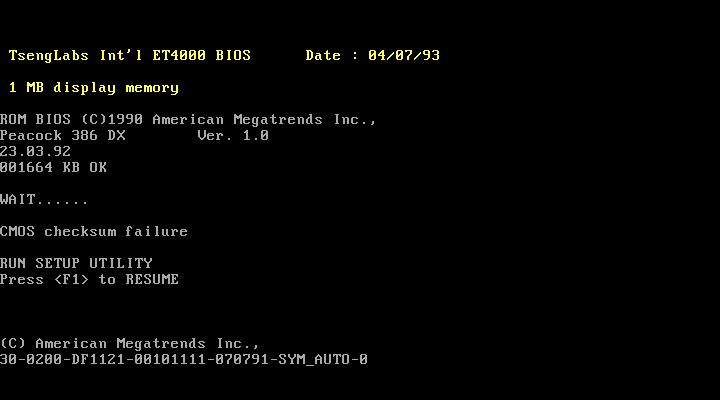 TsengLabs Int'l ET4000 BIOS      Date : 04/07/93
1 MB display memory
ROM BIOS (C)1990 American Megatrends Inc.,
Peacock 386 DX        Ver. 1.0
23.03.92
001664 KB OK
WAIT......
CMOS checksum failure
RUN SETUP UTILITY
Press <F1> to RESUME
(C) American Megatrends Inc.,
30-0200-DF1121-00101111-070791-SYM_AUTO-0